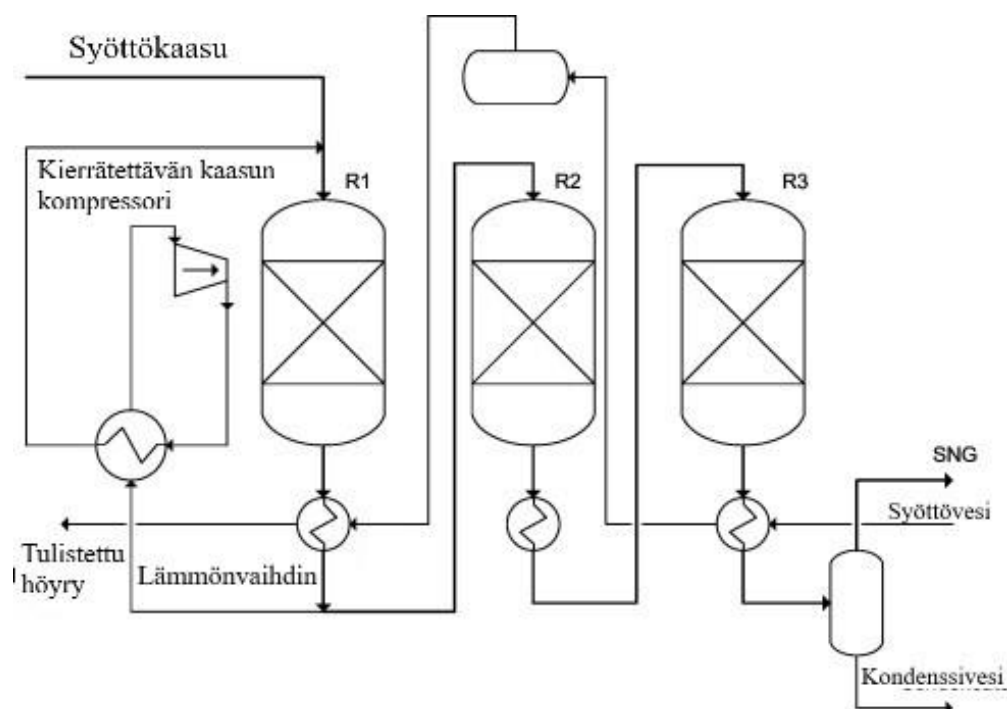 Syöttökaasu
Kierrätettävän kaasun
kompressori
R1
R2
R3
SNG
Syöttövesi
Tulistettu
höyry
Lämmönvaihdin
Kondenssivesi